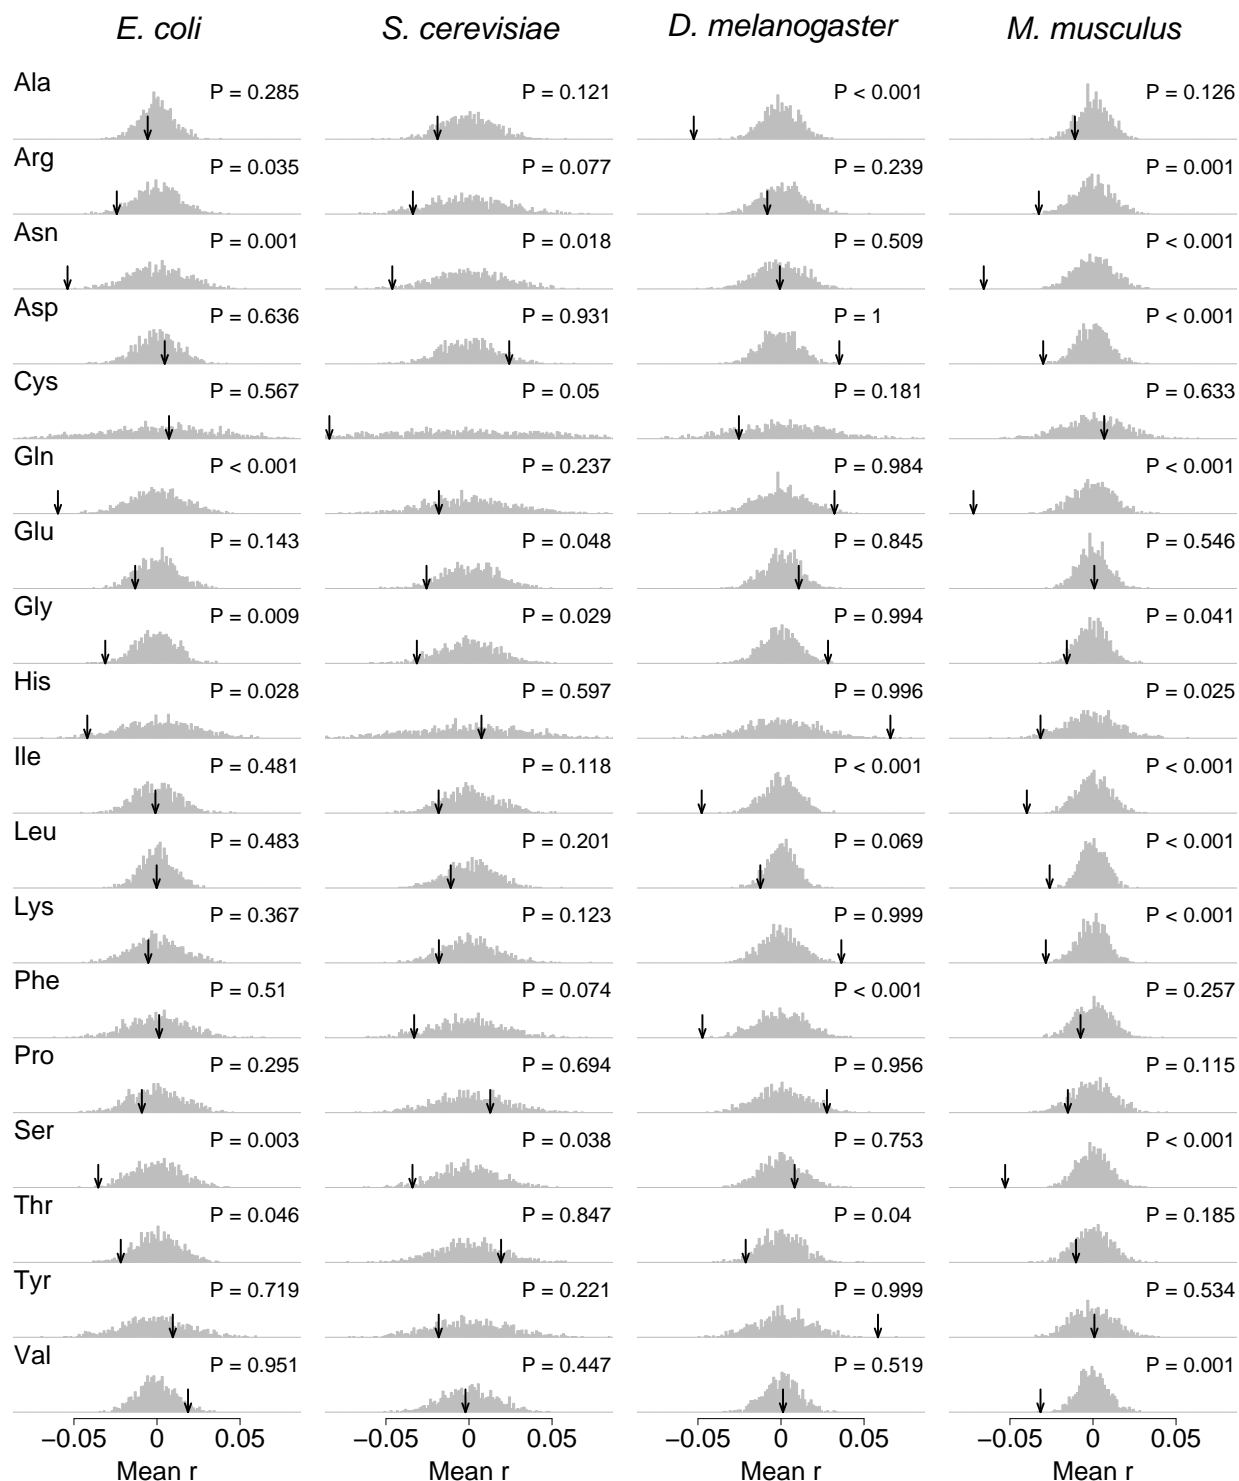 E. coli S. cerevisiae D. melanogaster M. musculus
Ala P = 0.285 P = 0.121 P < 0.001 P = 0.126
Arg P = 0.035 P = 0.077 P = 0.239 P = 0.001
Asn P = 0.001 P = 0.018 P = 0.509 P < 0.001
Asp P = 0.636 P = 0.931 P = 1 P < 0.001
Cys P = 0.567 P = 0.05 P = 0.181 P = 0.633
Gln P < 0.001 P = 0.237 P = 0.984 P < 0.001
Glu P = 0.143 P = 0.048 P = 0.845 P = 0.546
Gly P = 0.009 P = 0.029 P = 0.994 P = 0.041
His P = 0.028 P = 0.597 P = 0.996 P = 0.025
Ile P = 0.481 P = 0.118 P < 0.001 P < 0.001
Leu P = 0.483 P = 0.201 P = 0.069 P < 0.001
Lys P = 0.367 P = 0.123 P = 0.999 P < 0.001
Phe P = 0.51 P = 0.074 P < 0.001 P = 0.257
Pro P = 0.295 P = 0.694 P = 0.956 P = 0.115
Ser P = 0.003 P = 0.038 P = 0.753 P < 0.001
Thr P = 0.046 P = 0.847 P = 0.04 P = 0.185
Tyr P = 0.719 P = 0.221 P = 0.999 P = 0.534
Val P = 0.951 P = 0.447 P = 0.519 P = 0.001
−0.05 0 0.05 −0.05 0 0.05 −0.05 0 0.05 −0.05 0 0.05
Mean r Mean r Mean r Mean r